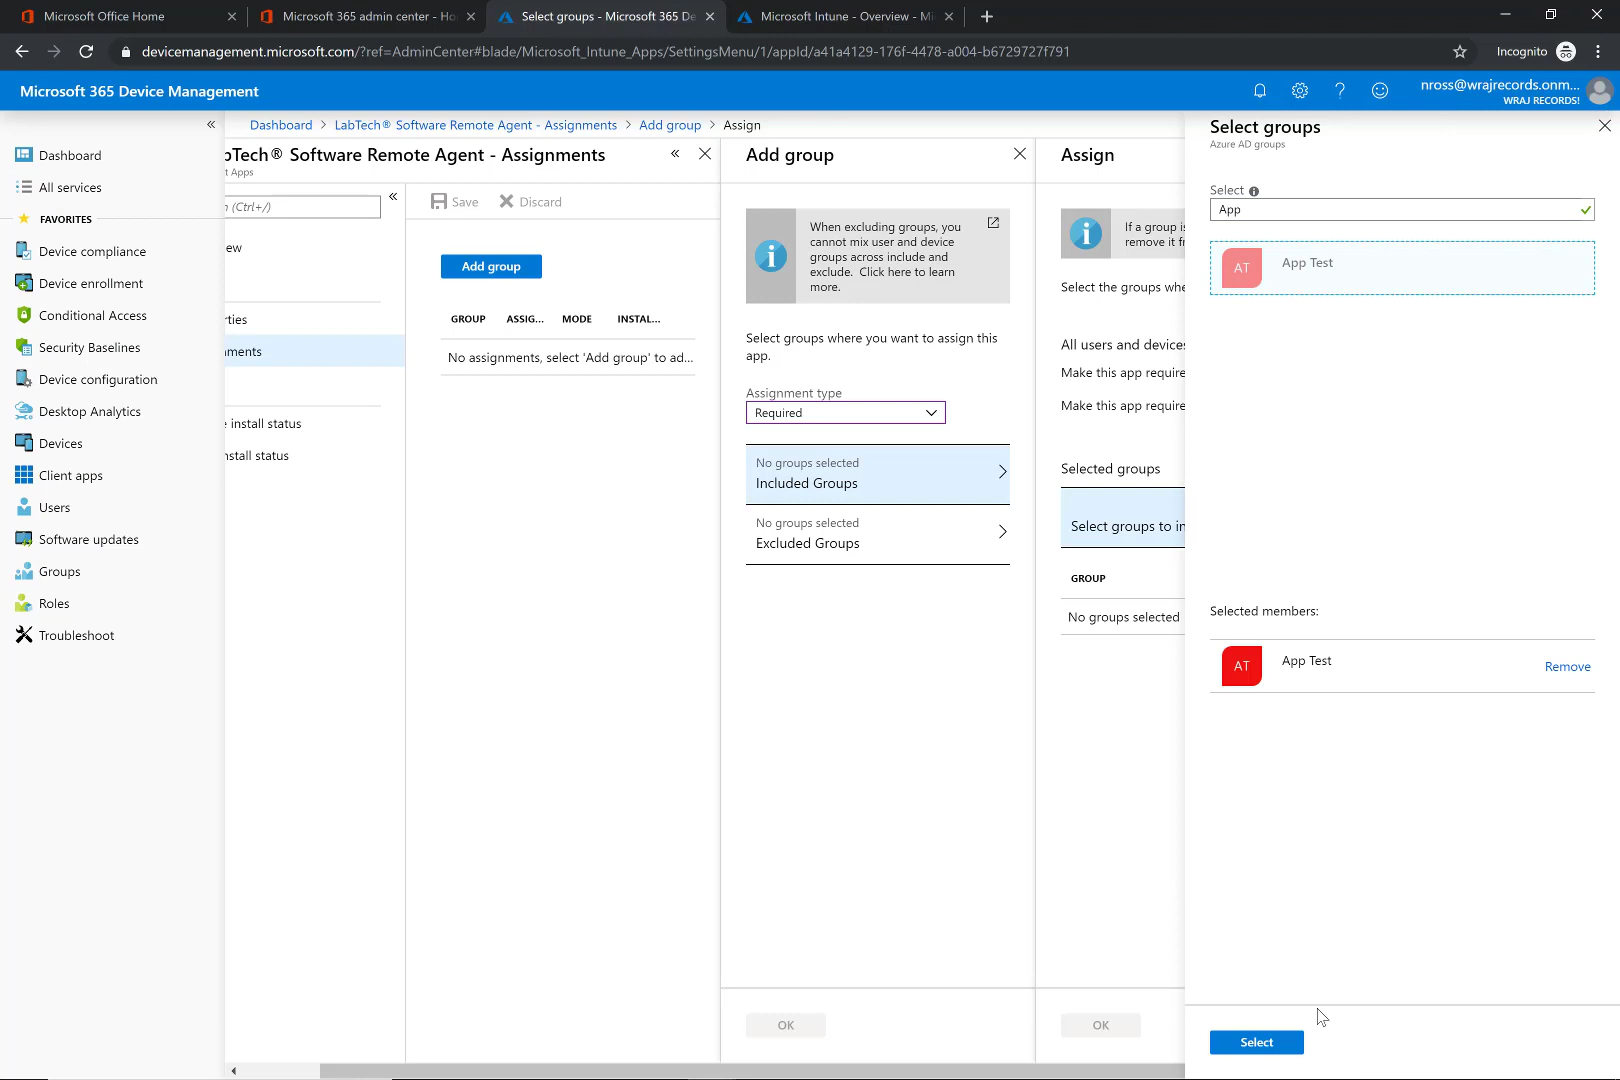 Microsoft Office Home
Microsoft 365 admin center - Ho
Select groups - Microsoft 365 De
Microsoft Intune - Overview - Mi
devicemanagement.microsoft.com/?ref=AdminCenter#blade/Microsoft_Intune_Apps/SettingsMenu/1/appId/a41a4129-176f-4478-a004-b6729727f791
Incognito
Microsoft 365 Device Management
nross@wrajrecords.onm...
WRAJ RECORDS!
Dashboard
All services
FAVORITES
Device compliance
Device enrollment
Conditional Access
Security Baselines
Device configuration
Desktop Analytics
Devices
Client apps
Users
Software updates
Groups
Roles
Troubleshoot
Dashboard > LabTech® Software Remote Agent - Assignments > Add group > Assign
bTech® Software Remote Agent - Assignments
t Apps
(Ctrl+/)
ew
rties
nments
install status
nstall status
Save
Discard
Add group
GROUP ASSIG... MODE INSTAL...
No assignments, select 'Add group' to ad...
Add group
When excluding groups, you
cannot mix user and device
groups across include and
exclude. Click here to learn
more.
Select groups where you want to assign this
app.
Assignment type
Required
No groups selected
Included Groups
No groups selected
Excluded Groups
OK
Assign
If a group is
remove it fr
Select the groups whe
All users and devices
Make this app require
Make this app require
Selected groups
Select groups to in
GROUP
No groups selected
OK
Select groups
Azure AD groups
Select
App
AT
App Test
Selected members:
AT
App Test
Remove
Select